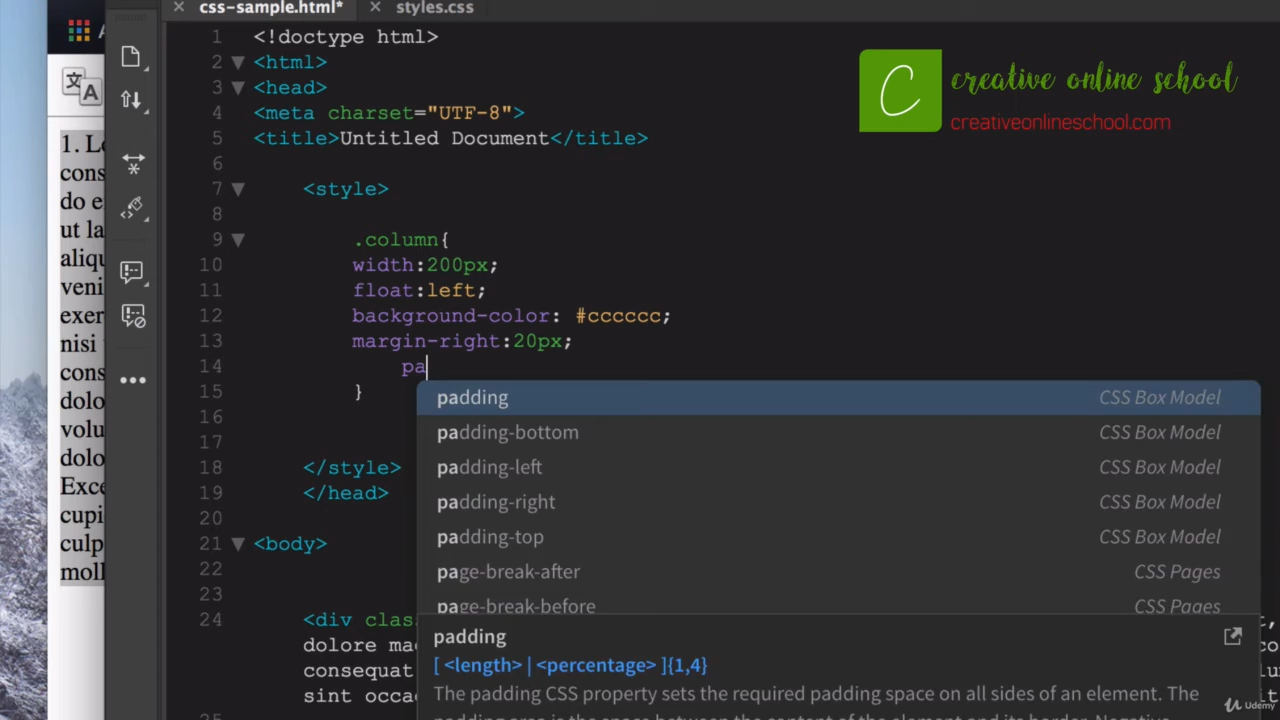 css-sample.html*
styles.css
creative online school
creativeonlineschool.com
1 <!doctype html>
2 <html>
3 <head>
4 <meta charset="UTF-8">
5 <title>Untitled Document</title>
6
7 <style>
8
9 .column{
10 width:200px;
11 float:left;
12 background-color: #cccccc;
13 margin-right:20px;
14 pa
15 }
16
17
18 </style>
19 </head>
20
21 <body>
22
23
24 <div clas
dolore ma
consequat
sint occa
padding CSS Box Model
padding-bottom CSS Box Model
padding-left CSS Box Model
padding-right CSS Box Model
padding-top CSS Box Model
page-break-after CSS Pages
page-break-before CSS Pages
padding
[ <length> | <percentage> ]{1,4}
The padding CSS property sets the required padding space on all sides of an element. The
1. Lo
cons
do e
ut la
aliqu
veni
exer
nisi
cons
dolo
volu
dolo
Exce
cupi
culp
moll
Udemy